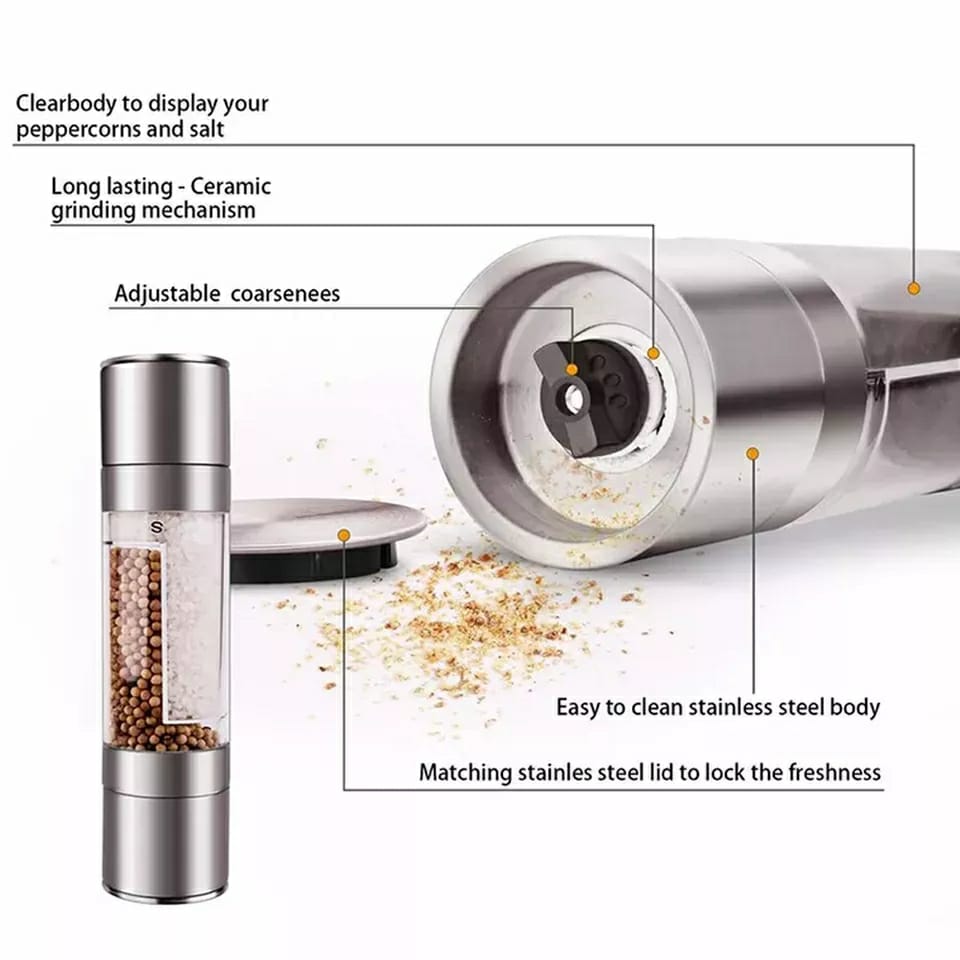 Clearbody to display your
peppercorns and salt
Long lasting - Ceramic
grinding mechanism
Adjustable coarsenees
S
Easy to clean stainless steel body
Matching stainles steel lid to lock the freshness